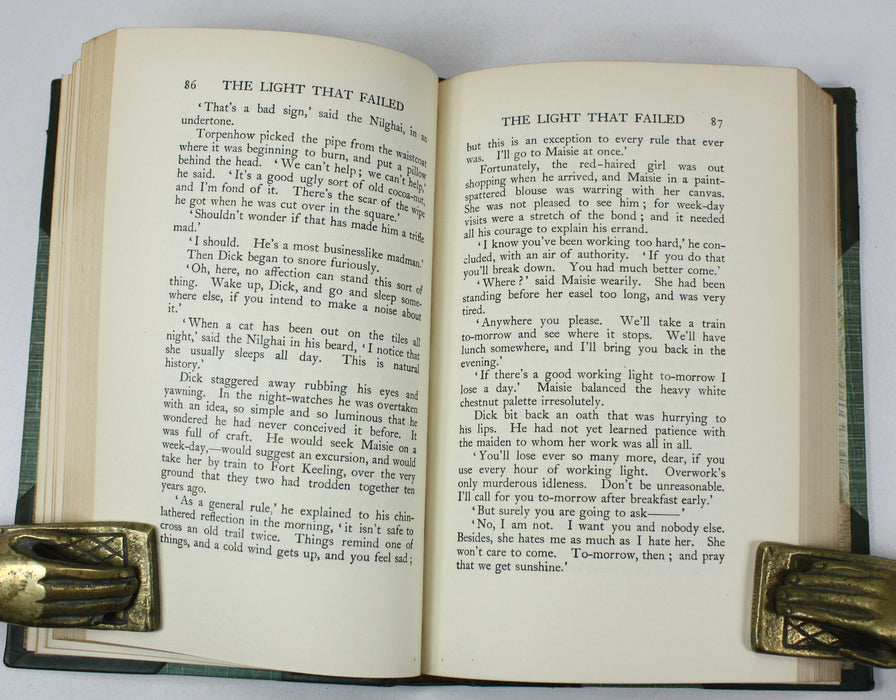 86 THE LIGHT THAT FAILED
‘That's a bad sign,’ said the Nilghai, in an
undertone.
Torpenhow picked the pipe from the waistcoat
where it was beginning to burn, and put a pillow
behind the head. ‘We can't help; we can't help,’
he said. ‘It's a good ugly sort of old cocoa-nut,
and I'm fond of it. There's the scar of the wipe
he got when he was cut over in the square.’
‘Shouldn't wonder if that has made him a trifle
mad.’
‘I should. He's a most businesslike madman.’
Then Dick began to snore furiously.
‘Oh, here, no affection can stand this sort of
thing. Wake up, Dick, and go and sleep some-
where else, if you intend to make a noise about
it.’
‘When a cat has been out on the tiles all
night,’ said the Nilghai in his beard, ‘I notice that
she usually sleeps all day. This is natural
history.’
Dick staggered away rubbing his eyes and
yawning. In the night-watches he was overtaken
with an idea, so simple and so luminous that he
wondered he had never conceived it before. It
was full of craft. He would seek Maisie on a
week-day,—would suggest an excursion, and would
take her by train to Fort Keeling, over the very
ground that they two had trodden together ten
years ago.
‘As a general rule,’ he explained to his chin-
lathered reflection in the morning, ‘it isn't safe to
cross an old trail twice. Things remind one of
things, and a cold wind gets up, and you feel sad;
THE LIGHT THAT FAILED 87
but this is an exception to every rule that ever
was. I'll go to Maisie at once.’
Fortunately, the red-haired girl was out
shopping when he arrived, and Maisie in a paint-
spattered blouse was warring with her canvas.
She was not pleased to see him; for week-day
visits were a stretch of the bond; and it needed
all his courage to explain his errand.
‘I know you've been working too hard,’ he con-
cluded, with an air of authority. ‘If you do that
you'll break down. You had much better come.’
‘Where?’ said Maisie wearily. She had been
standing before her easel too long, and was very
tired.
‘Anywhere you please. We'll take a train
to-morrow and see where it stops. We'll have
lunch somewhere, and I'll bring you back in the
evening.’
‘If there's a good working light to-morrow I
lose a day.’ Maisie balanced the heavy white
chestnut palette irresolutely.
Dick bit back an oath that was hurrying to
his lips. He had not yet learned patience with
the maiden to whom her work was all in all.
‘You'll lose ever so many more, dear, if you
use every hour of working light. Overwork's
only murderous idleness. Don't be unreasonable.
I'll call for you to-morrow after breakfast early.’
‘But surely you are going to ask——’
‘No, I am not. I want you and nobody else.
Besides, she hates me as much as I hate her. She
won't care to come. To-morrow, then; and pray
that we get sunshine.’